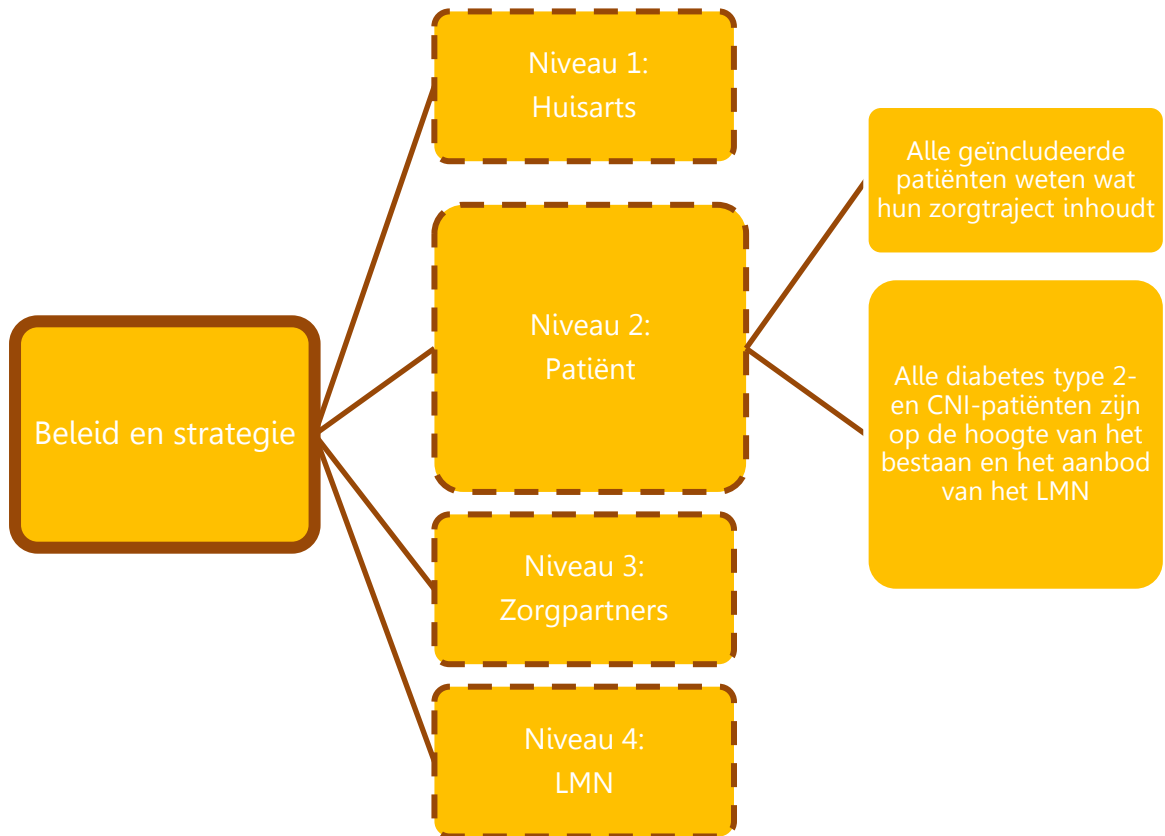 Beleid en strategie
Niveau 1:
Huisarts
Niveau 2:
Patiënt
Alle geïncludeerde
patiënten weten wat
hun zorgtraject inhoudt
Alle diabetes type 2-
en CNI-patiënten zijn
op de hoogte van het
bestaan en het aanbod
van het LMN
Niveau 3:
Zorgpartners
Niveau 4:
LMN